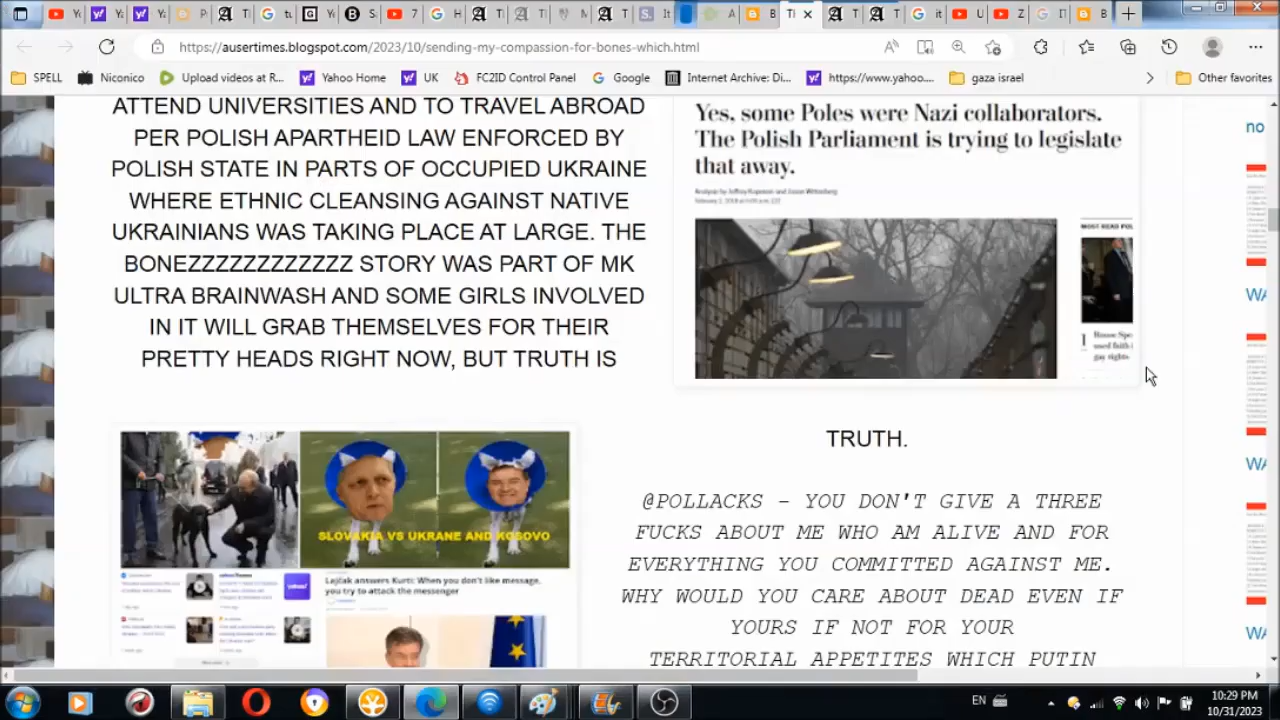 https://ausertimes.blogspot.com/2023/10/sending-my-compassion-for-bones-which.html
SPELL
Niconico
Upload videos at R...
Yahoo Home
UK
FC2ID Control Panel
Google
Internet Archive: Di...
https://www.yahoo....
gaza israel
Other favorites
ATTEND UNIVERSITIES AND TO TRAVEL ABROAD
PER POLISH APARTHEID LAW ENFORCED BY
POLISH STATE IN PARTS OF OCCUPIED UKRAINE
WHERE ETHNIC CLEANSING AGAINST NATIVE
UKRAINIANS WAS TAKING PLACE AT LARGE. THE
BONEZZZZZZZZZZZZ STORY WAS PART OF MK
ULTRA BRAINWASH AND SOME GIRLS INVOLVED
IN IT WILL GRAB THEMSELVES FOR THEIR
PRETTY HEADS RIGHT NOW, BUT TRUTH IS
Yes, some Poles were Nazi collaborators.
The Polish Parliament is trying to legislate
that away.
SLOVAKIA VS UKRANE AND KOSOVO
Lajčak answers Kurti: When you don't like message,
you try to attack the messenger
TRUTH.
@POLLACKS - YOU DON'T GIVE A THREE
FUCKS ABOUT ME WHO AM ALIVE AND FOR
EVERYTHING YOU COMMITTED AGAINST ME.
WHY WOULD YOU CARE ABOUT DEAD EVEN IF
YOURS IF NOT FOR YOUR
TERRITORIAL APPETITES WHICH PUTIN
no
WA
WA
WA
EN
10:29 PM
10/31/2023